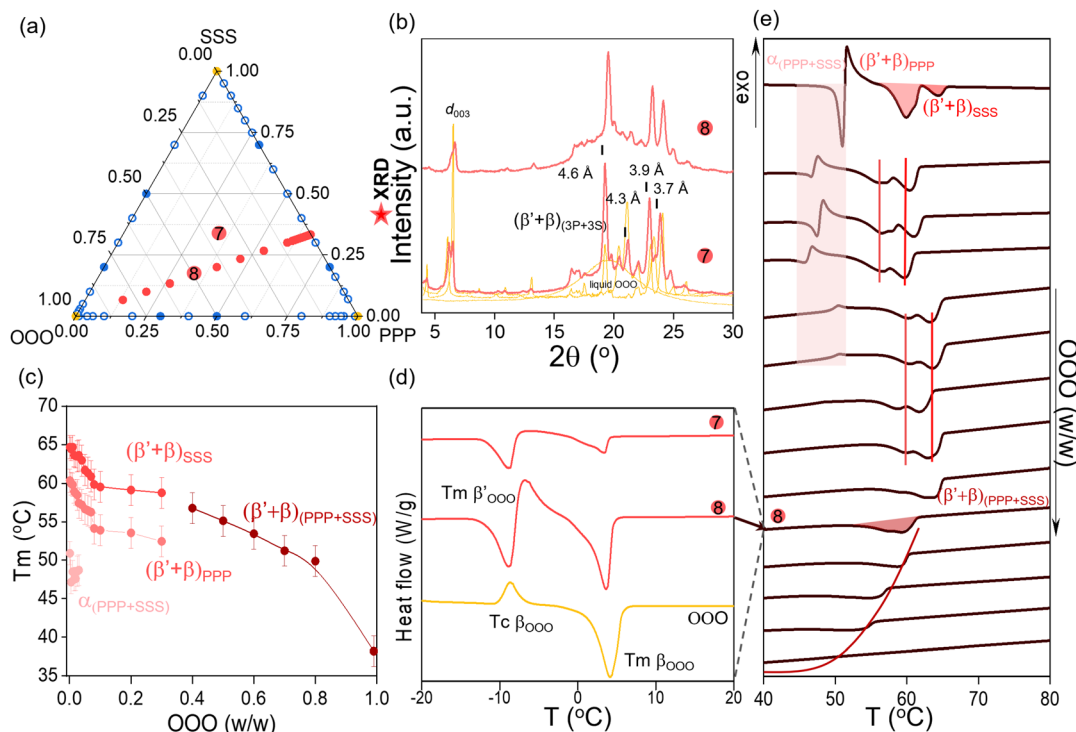 (a)
SSS
0.00
1.00
0.25
0.75
0.50
0.50
0.75
0.25
1.00
0.00
7
8
0.00
0.25
0.50
0.75
1.00
OOO
PPP
(b)
Intensity (a.u.)
XRD
d003
8
4.6 Å
3.9 Å
4.3 Å
3.7 Å
(β'+β)(3P+3S)
7
liquid OOO
5
10
15
20
25
30
2θ (º)
(c)
Tm (ºC)
70
65
60
55
50
45
40
35
(β'+β)SSS
(β'+β)(PPP+SSS)
(β'+β)PPP
α(PPP+SSS)
0.0
0.2
0.4
0.6
0.8
1.0
OOO (w/w)
(d)
Heat flow (W/g)
7
Tm β'OOO
8
Tc βOOO
OOO
Tm βOOO
-20
-10
0
10
20
T (ºC)
(e)
exo
α(PPP+SSS)
(β'+β)PPP
(β'+β)SSS
OOO (w/w)
(β'+β)(PPP+SSS)
8
40
50
60
70
80
T (ºC)